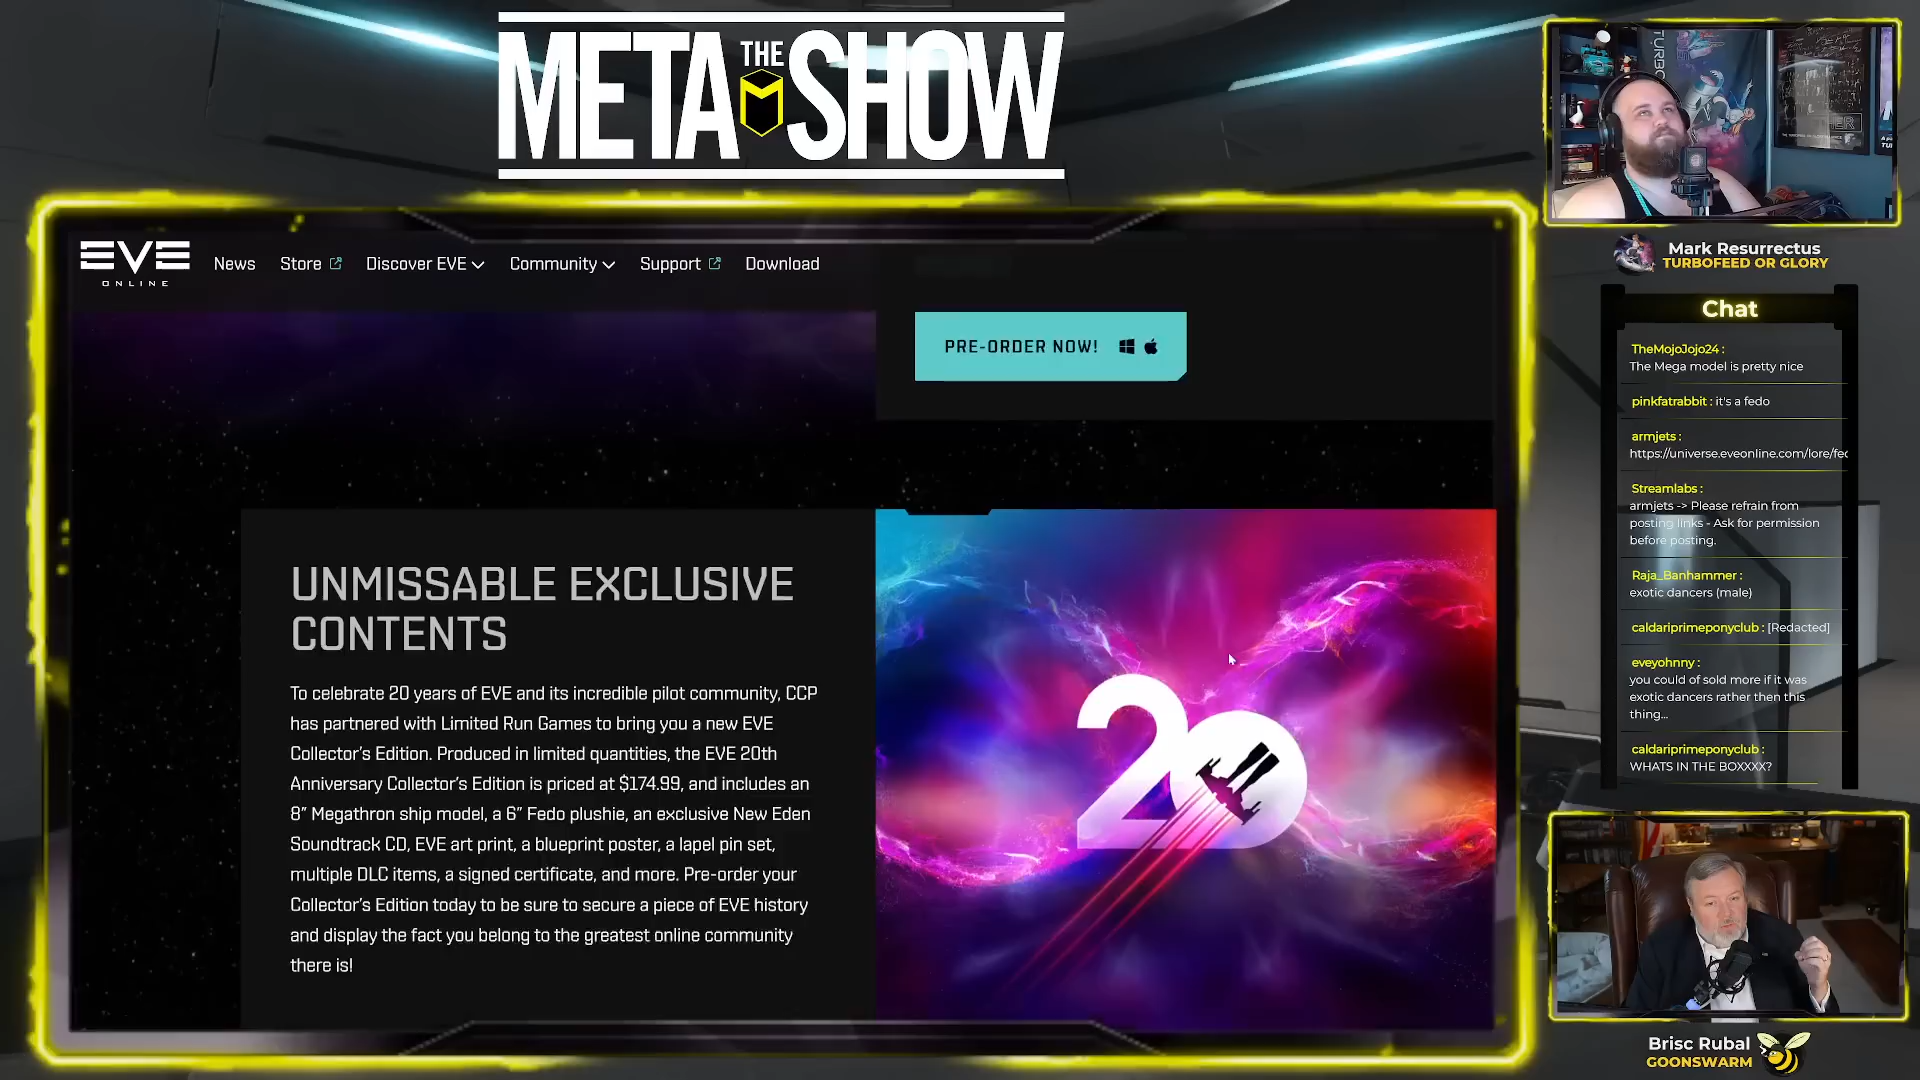 META THE SHOW
EVE
ONLINE
News
Store
Discover EVE
Community
Support
Download
PRE-ORDER NOW!
UNMISSABLE EXCLUSIVE
CONTENTS
To celebrate 20 years of EVE and its incredible pilot community, CCP
has partnered with Limited Run Games to bring you a new EVE
Collector's Edition. Produced in limited quantities, the EVE 20th
Anniversary Collector's Edition is priced at $174.99, and includes an
8” Megathron ship model, a 6” Fedo plushie, an exclusive New Eden
Soundtrack CD, EVE art print, a blueprint poster, a lapel pin set,
multiple DLC items, a signed certificate, and more. Pre-order your
Collector's Edition today to be sure to secure a piece of EVE history
and display the fact you belong to the greatest online community
there is!
20
Mark Resurrectus
TURBOFEED OR GLORY
Chat
TheMojoJojo24 :
The Mega model is pretty nice
pinkfatrabbit : it's a fedo
armjets :
https://universe.eveonline.com/lore/fed
Streamlabs :
armjets -> Please refrain from
posting links - Ask for permission
before posting.
Raja_Banhammer :
exotic dancers (male)
caldariprimeponyclub : [Redacted]
eveyohnny :
you could of sold more if it was
exotic dancers rather then this
thing...
caldariprimeponyclub :
WHATS IN THE BOXXXX?
Brisc Rubal
GOONSWARM